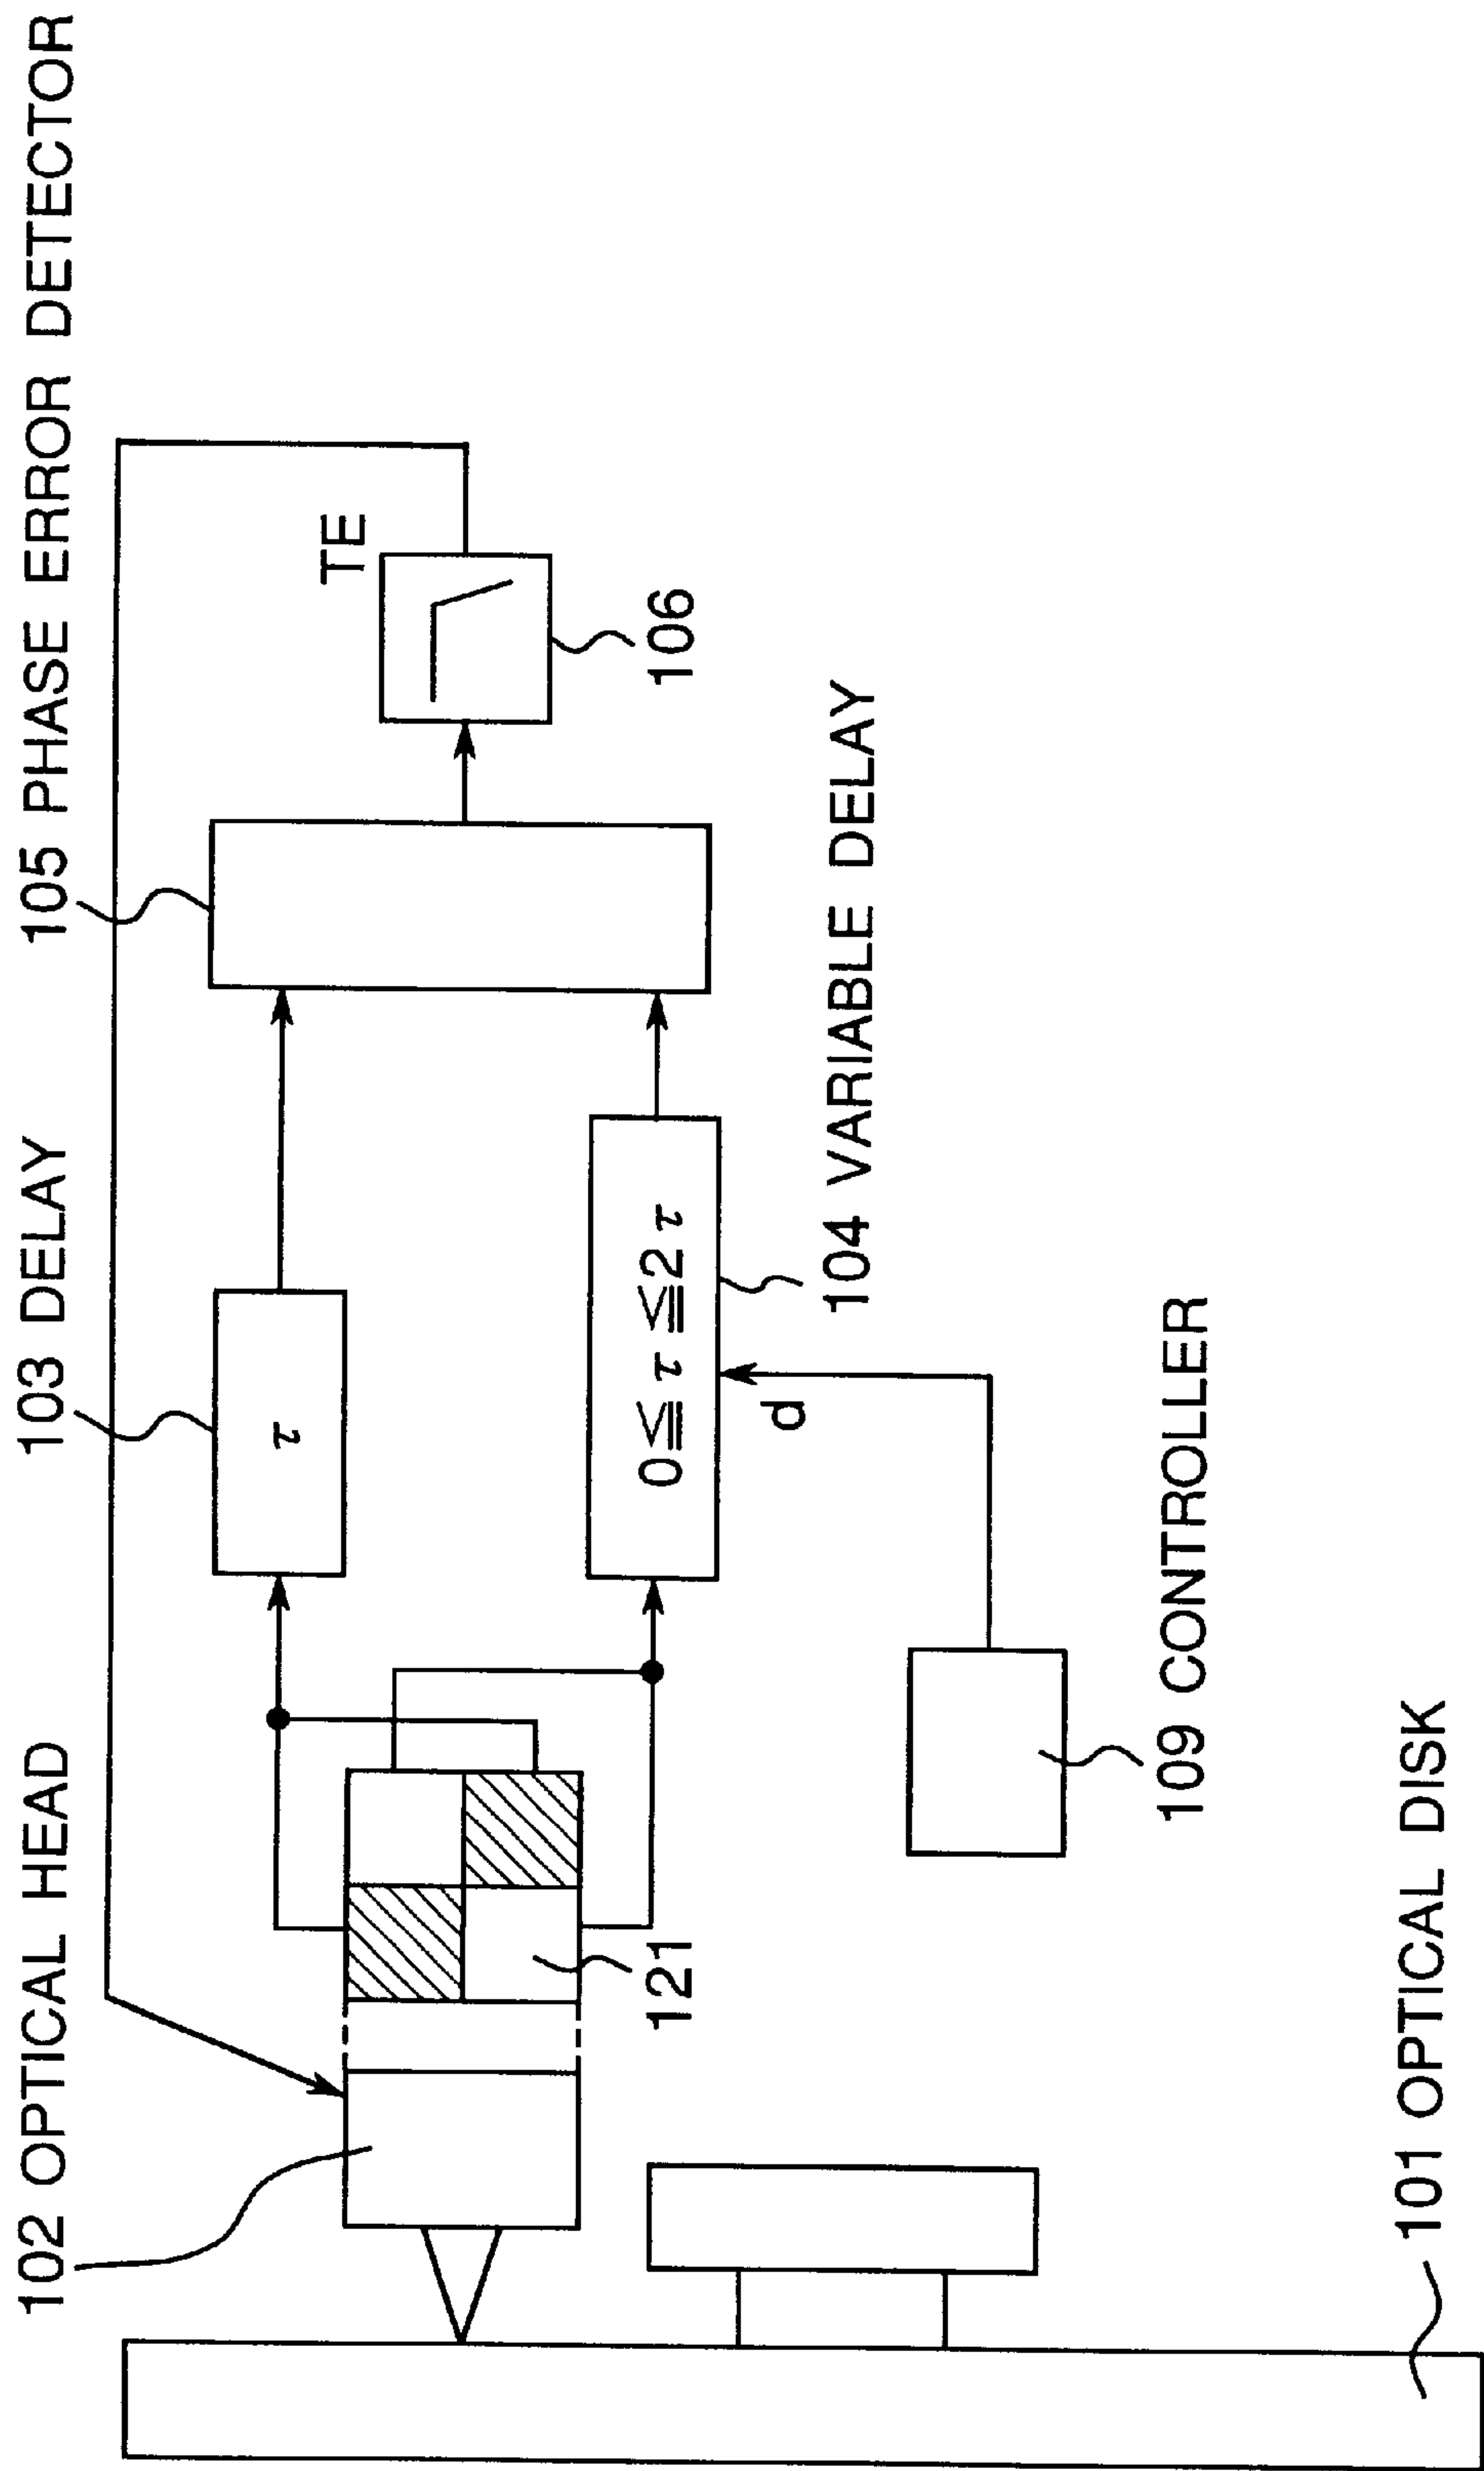 102 OPTICAL HEAD
103 DELAY
105 PHASE ERROR DETECTOR
τ
TE
106
0≦τ≦2τ
121
d
104 VARIABLE DELAY
109 CONTROLLER
101 OPTICAL DISK